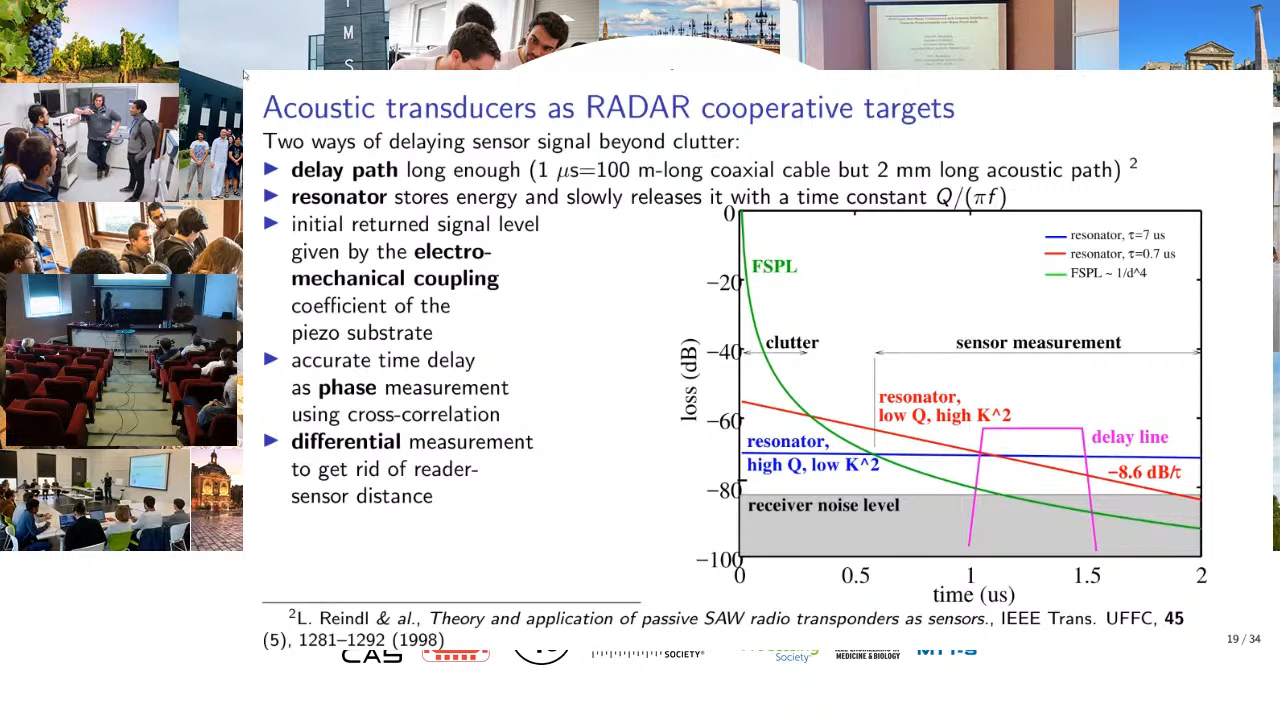 I
M
S
Acoustic transducers as RADAR cooperative targets
Two ways of delaying sensor signal beyond clutter:
▶ delay path long enough (1 μs=100 m-long coaxial cable but 2 mm long acoustic path) 2
▶ resonator stores energy and slowly releases it with a time constant Q/(πf)
▶ initial returned signal level
given by the electro-
mechanical coupling
coefficient of the
piezo substrate
▶ accurate time delay
as phase measurement
using cross-correlation
▶ differential measurement
to get rid of reader-
sensor distance
0
−20
−40
−60
−80
−100
loss (dB)
resonator, τ=7 us
resonator, τ=0.7 us
FSPL ~ 1/d^4
FSPL
clutter
sensor measurement
resonator,
low Q, high K^2
resonator,
high Q, low K^2
delay line
−8.6 dB/τ
receiver noise level
0 0.5 1 1.5 2
time (us)
2L. Reindl & al., Theory and application of passive SAW radio transponders as sensors., IEEE Trans. UFFC, 45
(5), 1281–1292 (1998)
19 / 34
CAS
SOCIETY
Society
MEDICINE & BIOLOGY